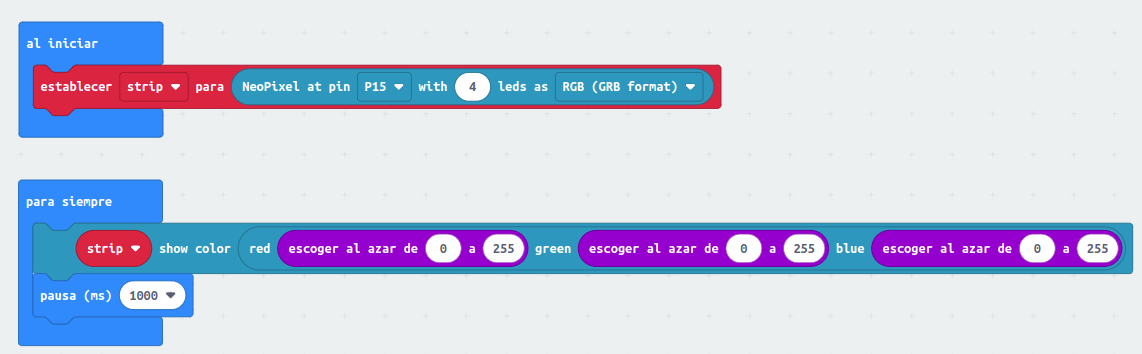 al iniciar
establecer strip para NeoPixel at pin P15 with 4 leds as RGB (GRB format)
para siempre
strip show color red escoger al azar de 0 a 255 green escoger al azar de 0 a 255 blue escoger al azar de 0 a 255
pausa (ms) 1000